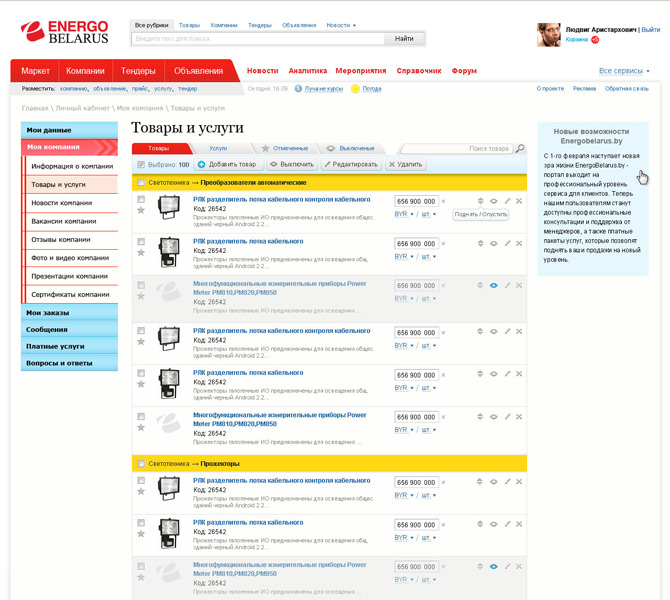 ENERGO
BELARUS
Все рубрики Товары Компании Тендеры Объявления Новости
Введите текст для поиска Найти
Людвиг Аристархович | Выйти
Корзина +5
Маркет Компании Тендеры Объявления Новости Аналитика Мероприятия Справочник Форум Все сервисы
Разместить: компанию, объявление, прайс, услугу, тендер Сегодня 16.09 Лучшие курсы Погода О проекте Реклама Обратная связь
Главная \ Личный кабинет \ Моя компания \ Товары и услуги
Мои данные
Моя компания
Информация о компании
Товары и услуги
Новости компании
Вакансии компании
Отзывы компании
Фото и видео компании
Презентации компании
Сертификаты компании
Мои заказы
Сообщения
Платные услуги
Вопросы и ответы
Товары и услуги
Товары Услуги Отмеченные Выключеные Поиск товара
Выбрано: 100 Добавить товар Выключить Редактировать Удалить
Светотехника → Преобразователи автоматические
РЛК разделитель лотка кабельного контроля кабельного
Код: 26542
Прожекторы галогенные ИО предназначены для освещения общес.
зданий черный Android 2.2...
656 900 000 ×
BYR / шт.
Поднять / Опустить
РЛК разделитель лотка кабельного
Код: 26542
Прожекторы галогенные ИО предназначены для освещения общ.
зданий черный Android 2.2...
656 900 000 ×
BYR / шт.
Многофункциональные измерительные приборы Power
Meter PM810,PM820,PM850
Код: 26542
Прожекторы галогенные ИО предназначены для освещения ...
656 900 000 ×
BYR / шт.
РЛК разделитель лотка кабельного контроля кабельного
Код: 26542
Прожекторы галогенные ИО предназначены для освещения общес.
зданий черный Android 2.2...
656 900 000 ×
BYR / шт.
РЛК разделитель лотка кабельного
Код: 26542
Прожекторы галогенные ИО предназначены для освещения общ.
зданий черный Android 2.2...
656 900 000 ×
BYR / шт.
Многофункциональные измерительные приборы Power
Meter PM810,PM820,PM850
Код: 26542
Прожекторы галогенные ИО предназначены для освещения ...
656 900 000 ×
BYR / шт.
Светотехника → Прожекторы
РЛК разделитель лотка кабельного контроля кабельного
Код: 26542
Прожекторы галогенные ИО предназначены для освещения общес.
зданий черный Android 2.2...
656 900 000 ×
BYR / шт.
РЛК разделитель лотка кабельного
Код: 26542
Прожекторы галогенные ИО предназначены для освещения общ.
зданий черный Android 2.2...
656 900 000 ×
BYR / шт.
Многофункциональные измерительные приборы Power
Meter PM810,PM820,PM850
Код: 26542
Прожекторы галогенные ИО предназначены для освещения ...
656 900 000 ×
BYR / шт.
Новые возможности
EnergoBelarus.by
С 1-го февраля наступает новая
эра жизни EnergoBelarus.by -
портал выходит на
профессиональный уровень
сервиса для клиентов. Теперь
нашим пользователям станут
доступны профессиональные
консультации и поддержка от
менеджеров, а также платные
пакеты услуг, которые позволят
поднять ваши продажи на новый
уровень.